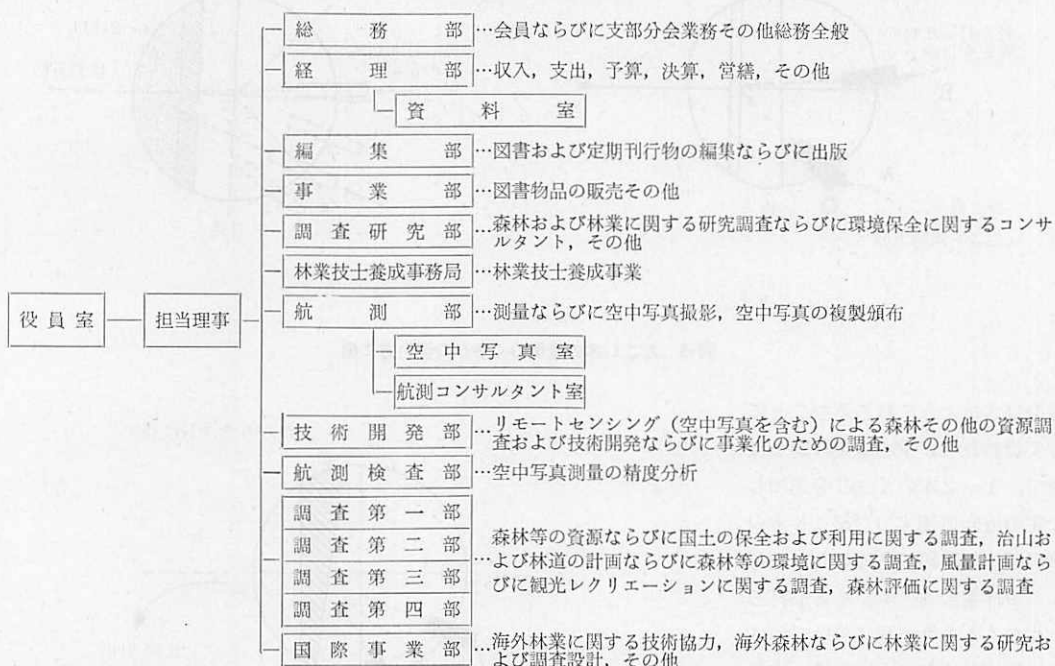 総務部…会員ならびに支部分会業務その他総務全般
経理部…収入，支出，予算，決算，営繕，その他
資料室
編集部…図書および定期刊行物の編集ならびに出版
事業部…図書物品の販売その他
調査研究部…森林および林業に関する研究調査ならびに環境保全に関するコンサ
ルタント，その他
林業技士養成事務局…林業技士養成事業
役員室 担当理事 航測部…測量ならびに空中写真撮影，空中写真の複製頒布
空中写真室
航測コンサルタント室
技術開発部…リモートセンシング（空中写真を含む）による森林その他の資源調
査および技術開発ならびに事業化のための調査，その他
航測検査部…空中写真測量の精度分析
調査第一部
調査第二部
調査第三部
調査第四部
森林等の資源ならびに国土の保全および利用に関する調査，治山お
…よび林道の計画ならびに森林等の環境に関する調査，風量計画なら
びに観光レクリエーションに関する調査，森林評価に関する調査
国際事業部…海外林業に関する技術協力，海外森林ならびに林業に関する研究お
よび調査設計，その他